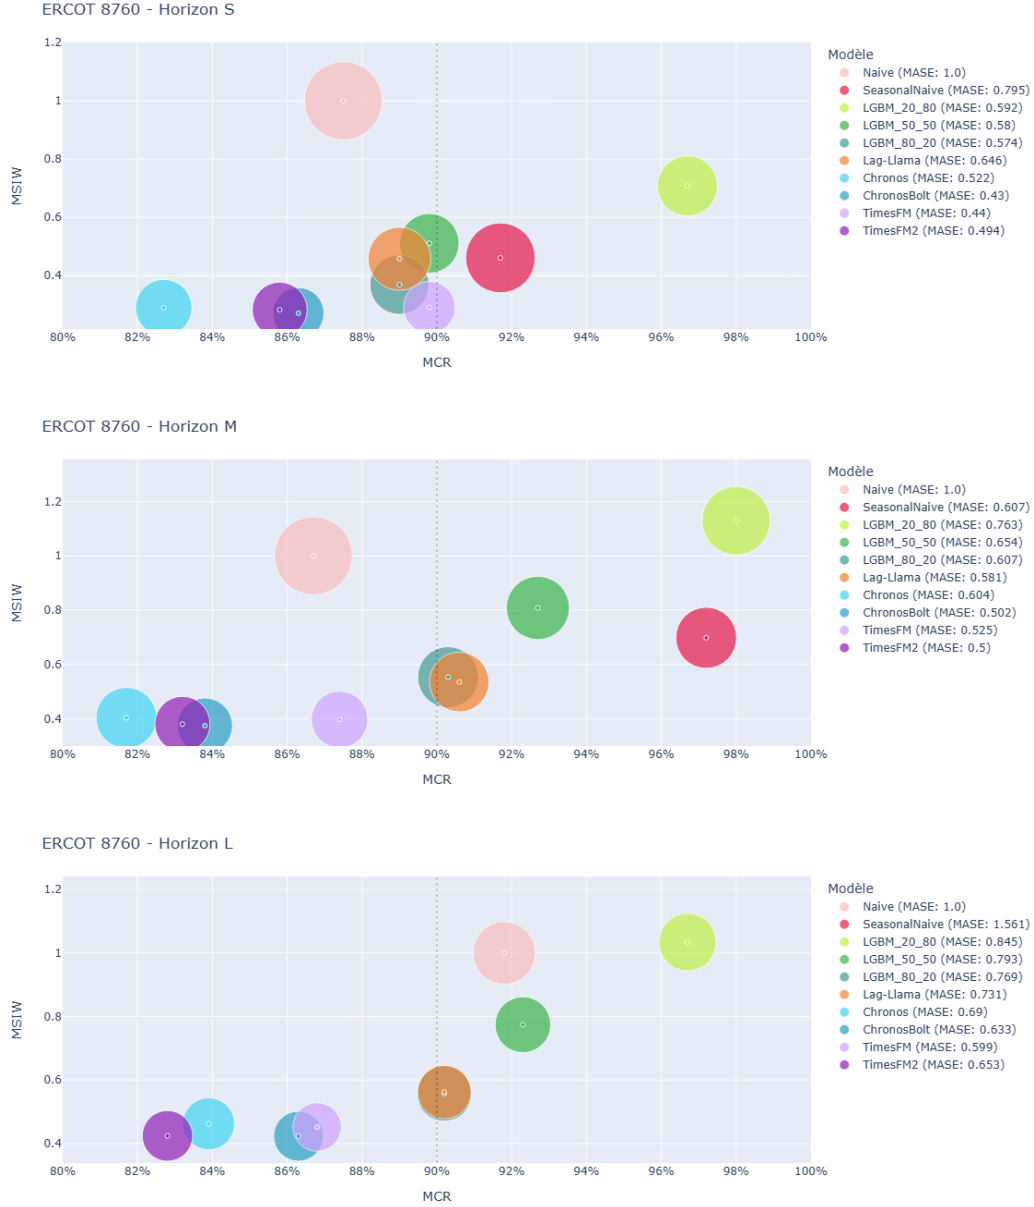 ERCOT 8760 - Horizon S
1.2
1
0.8
0.6
0.4
MSIW
80%
82%
84%
86%
88%
90%
92%
94%
96%
98%
100%
MCR
Modèle
Naive (MASE: 1.0)
SeasonalNaive (MASE: 0.795)
LGBM_20_80 (MASE: 0.592)
LGBM_50_50 (MASE: 0.58)
LGBM_80_20 (MASE: 0.574)
Lag-Llama (MASE: 0.646)
Chronos (MASE: 0.522)
ChronosBolt (MASE: 0.43)
TimesFM (MASE: 0.44)
TimesFM2 (MASE: 0.494)
ERCOT 8760 - Horizon M
1.2
1
0.8
0.6
0.4
MSIW
80%
82%
84%
86%
88%
90%
92%
94%
96%
98%
100%
MCR
Modèle
Naive (MASE: 1.0)
SeasonalNaive (MASE: 0.607)
LGBM_20_80 (MASE: 0.763)
LGBM_50_50 (MASE: 0.654)
LGBM_80_20 (MASE: 0.607)
Lag-Llama (MASE: 0.581)
Chronos (MASE: 0.604)
ChronosBolt (MASE: 0.502)
TimesFM (MASE: 0.525)
TimesFM2 (MASE: 0.5)
ERCOT 8760 - Horizon L
1.2
1
0.8
0.6
0.4
MSIW
80%
82%
84%
86%
88%
90%
92%
94%
96%
98%
100%
MCR
Modèle
Naive (MASE: 1.0)
SeasonalNaive (MASE: 1.561)
LGBM_20_80 (MASE: 0.845)
LGBM_50_50 (MASE: 0.793)
LGBM_80_20 (MASE: 0.769)
Lag-Llama (MASE: 0.731)
Chronos (MASE: 0.69)
ChronosBolt (MASE: 0.633)
TimesFM (MASE: 0.599)
TimesFM2 (MASE: 0.653)